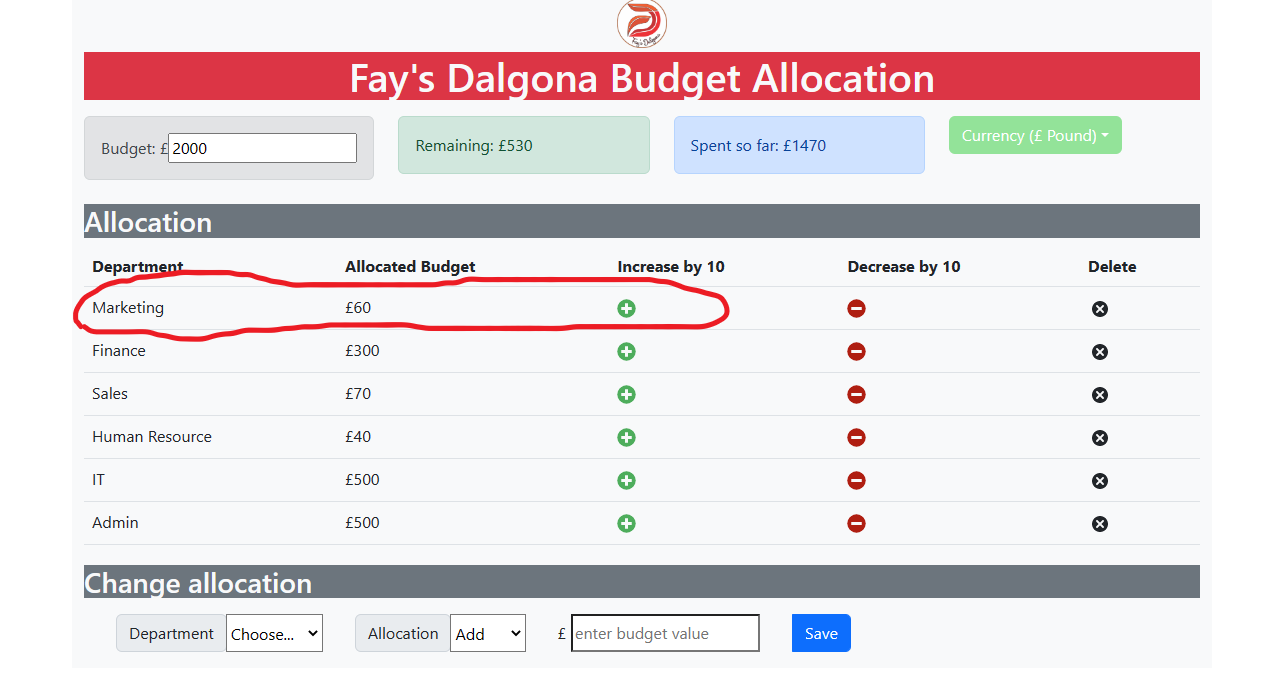 Fay's Dalgona
Fay's Dalgona Budget Allocation
Budget: £ 2000 Remaining: £530 Spent so far: £1470 Currency (£ Pound)
Allocation
Department Allocated Budget Increase by 10 Decrease by 10 Delete
Marketing £60
Finance £300
Sales £70
Human Resource £40
IT £500
Admin £500
Change allocation
Department Choose... Allocation Add £ enter budget value Save